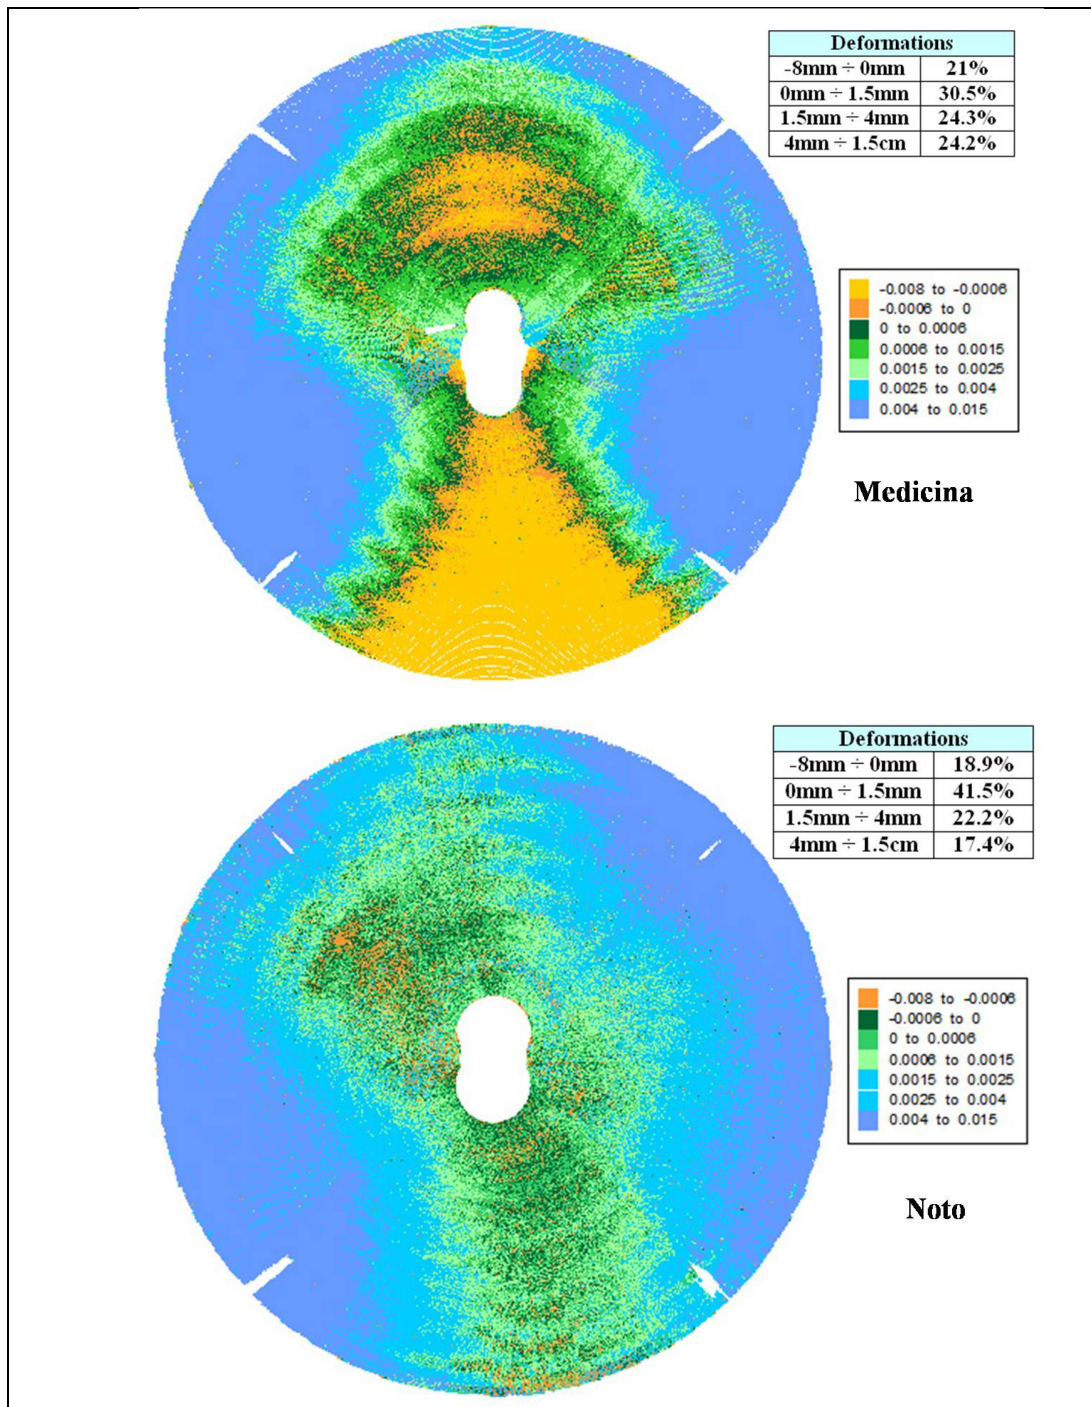 Deformations
-8mm ÷ 0mm 21%
0mm ÷ 1.5mm 30.5%
1.5mm ÷ 4mm 24.3%
4mm ÷ 1.5cm 24.2%
-0.008 to -0.0006
-0.0006 to 0
0 to 0.0006
0.0006 to 0.0015
0.0015 to 0.0025
0.0025 to 0.004
0.004 to 0.015
Medicina
Deformations
-8mm ÷ 0mm 18.9%
0mm ÷ 1.5mm 41.5%
1.5mm ÷ 4mm 22.2%
4mm ÷ 1.5cm 17.4%
-0.008 to -0.0006
-0.0006 to 0
0 to 0.0006
0.0006 to 0.0015
0.0015 to 0.0025
0.0025 to 0.004
0.004 to 0.015
Noto